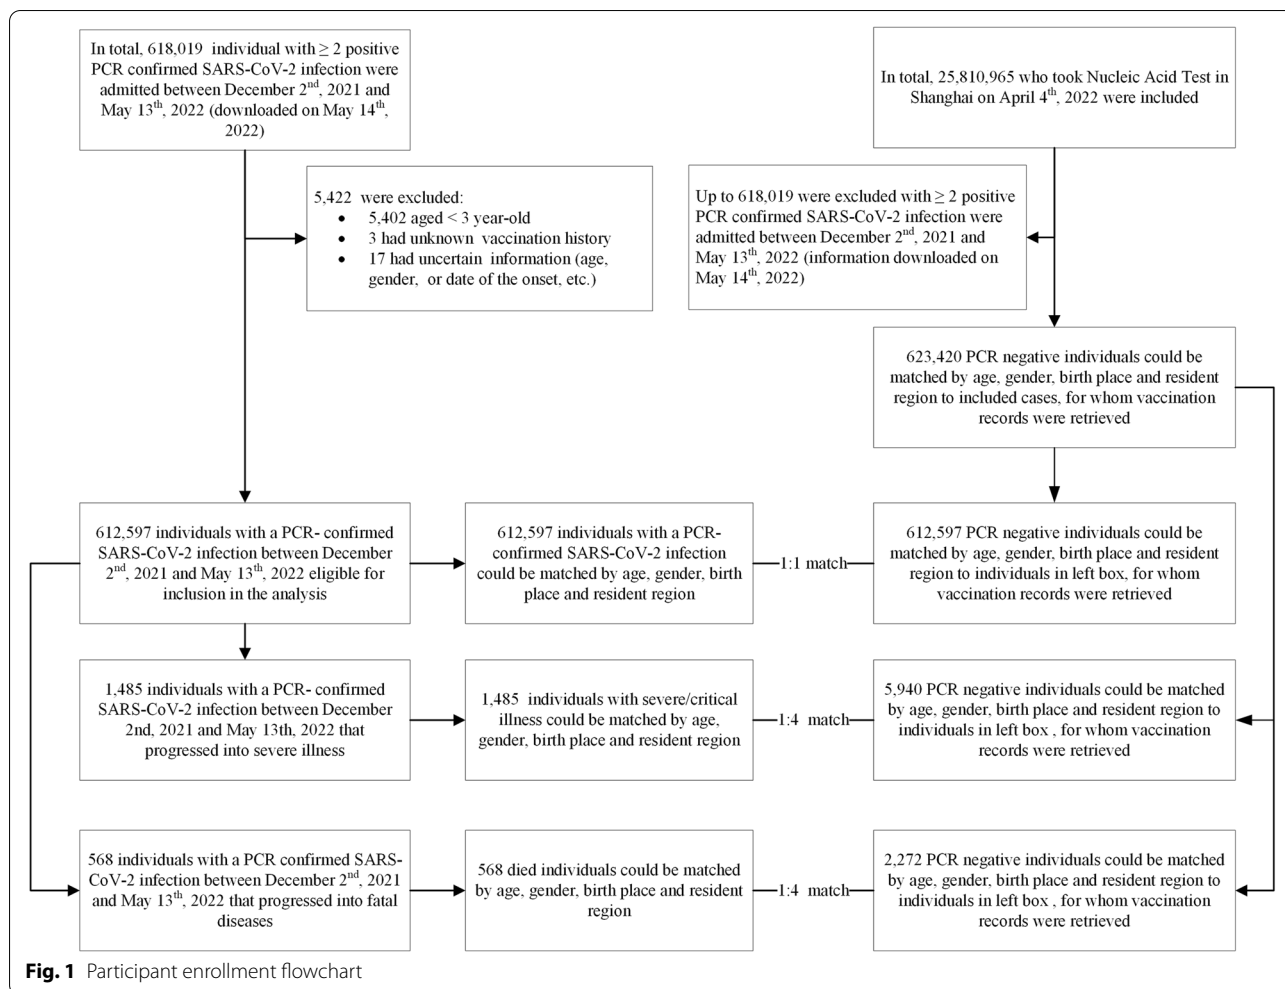 In total, 618,019 individual with ≥ 2 positive
PCR confirmed SARS-CoV-2 infection were
admitted between December 2nd, 2021 and
May 13th, 2022 (downloaded on May 14th,
2022)
In total, 25,810,965 who took Nucleic Acid Test in
Shanghai on April 4th, 2022 were included
5,422 were excluded:
• 5,402 aged < 3 year-old
• 3 had unknown vaccination history
• 17 had uncertain information (age,
gender, or date of the onset, etc.)
Up to 618,019 were excluded with ≥ 2 positive
PCR confirmed SARS-CoV-2 infection were
admitted between December 2nd, 2021 and
May 13th, 2022 (information downloaded on
May 14th, 2022)
623,420 PCR negative individuals could be
matched by age, gender, birth place and resident
region to included cases, for whom vaccination
records were retrieved
612,597 individuals with a PCR- confirmed
SARS-CoV-2 infection between December
2nd, 2021 and May 13th, 2022 eligible for
inclusion in the analysis
612,597 individuals with a PCR-
confirmed SARS-CoV-2 infection
could be matched by age, gender, birth
place and resident region
1:1 match
612,597 PCR negative individuals could be
matched by age, gender, birth place and resident
region to individuals in left box, for whom
vaccination records were retrieved
1,485 individuals with a PCR- confirmed
SARS-CoV-2 infection between December
2nd, 2021 and May 13th, 2022 that
progressed into severe illness
1,485 individuals with severe/critical
illness could be matched by age,
gender, birth place and resident region
1:4 match
5,940 PCR negative individuals could be matched
by age, gender, birth place and resident region to
individuals in left box , for whom vaccination
records were retrieved
568 individuals with a PCR confirmed SARS-
CoV-2 infection between December 2nd, 2021
and May 13th, 2022 that progressed into fatal
diseases
568 died individuals could be matched
by age, gender, birth place and resident
region
1:4 match
2,272 PCR negative individuals could be matched
by age, gender, birth place and resident region to
individuals in left box , for whom vaccination
records were retrieved
Fig. 1 Participant enrollment flowchart